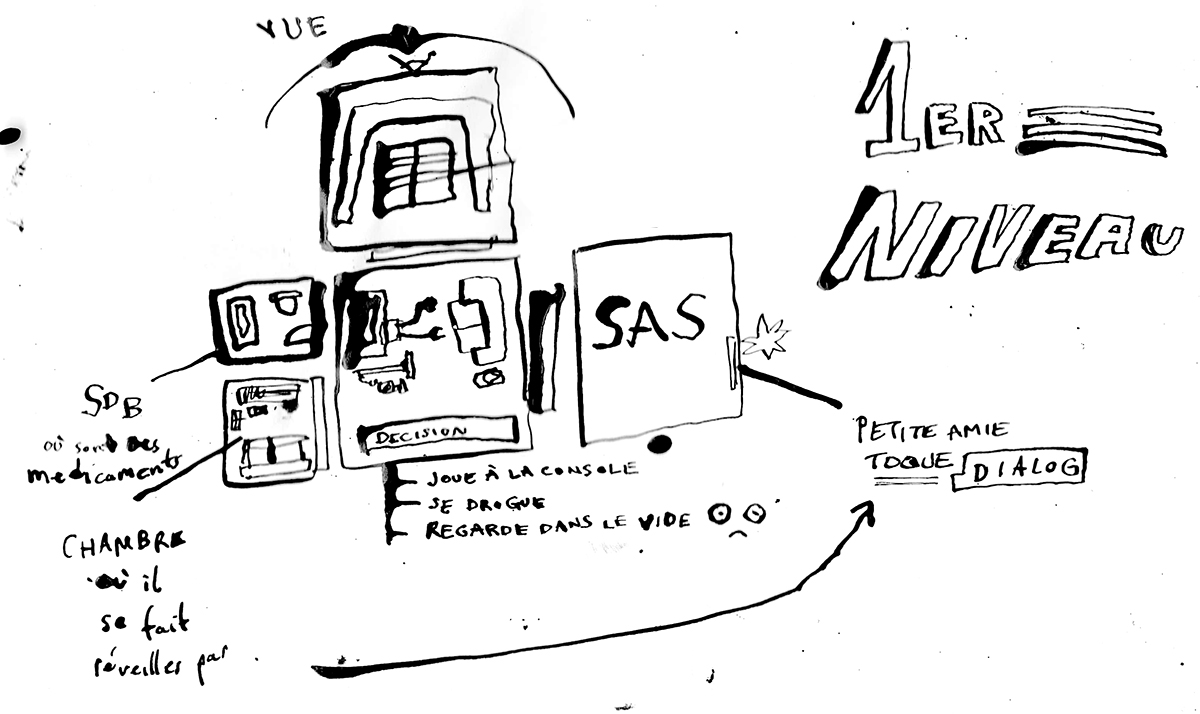 VUE
1ER
NIVEAU
SAS
SDB
où sont des
medicaments
DECISION
JOUE À LA CONSOLE
SE DROGUE
REGARDE DANS LE VIDE
PETITE AMIE
TOQUE DIALOG
CHAMBRE
où il
se fait
réveilles par